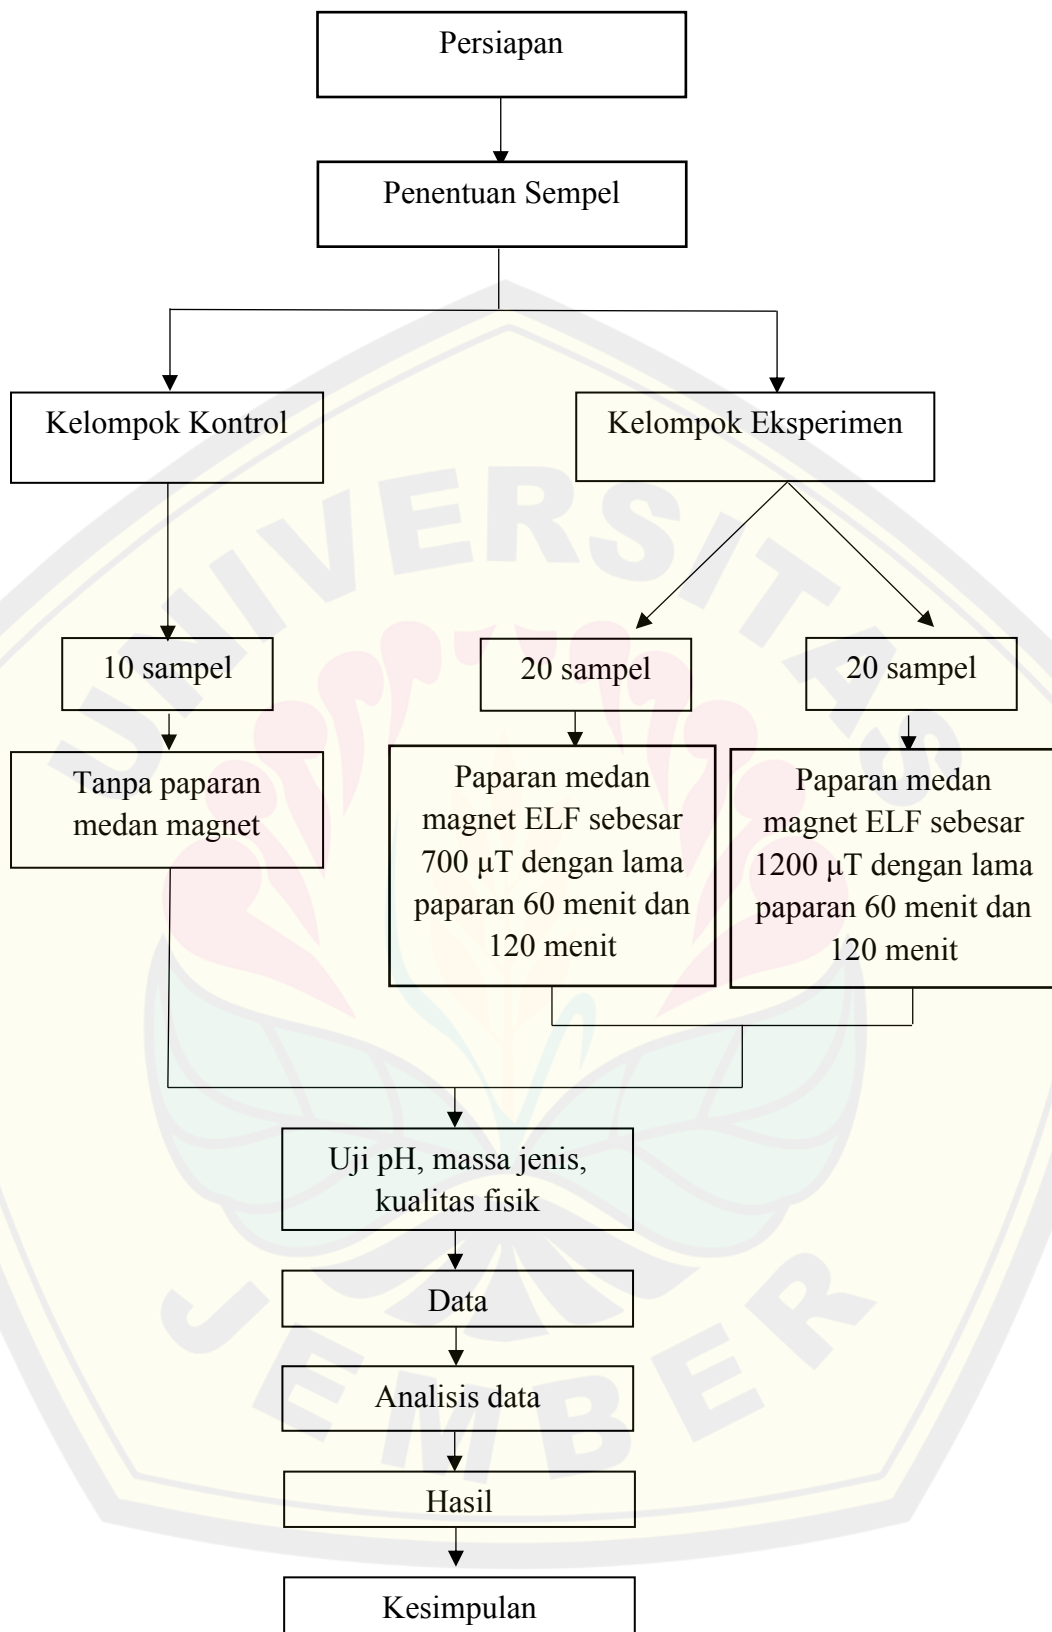 Persiapan
Penentuan Sempel
Kelompok Kontrol
Kelompok Eksperimen
10 sampel
20 sampel
20 sampel
Tanpa paparan
medan magnet
Paparan medan
magnet ELF sebesar
700 µT dengan lama
paparan 60 menit dan
120 menit
Paparan medan
magnet ELF sebesar
1200 µT dengan lama
paparan 60 menit dan
120 menit
Uji pH, massa jenis,
kualitas fisik
Data
Analisis data
Hasil
Kesimpulan
UNIVERSITAS
JEMBER